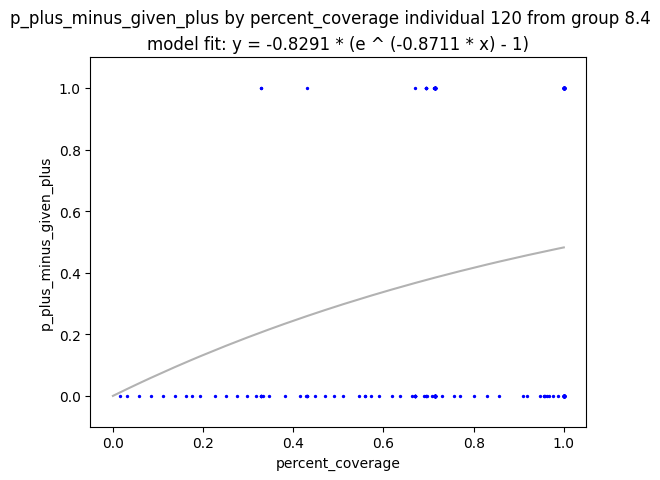 p_plus_minus_given_plus by percent_coverage individual 120 from group 8.4
model fit: y = -0.8291 * (e ^ (-0.8711 * x) - 1)
p_plus_minus_given_plus
1.0
0.8
0.6
0.4
0.2
0.0
0.0 0.2 0.4 0.6 0.8 1.0
percent_coverage